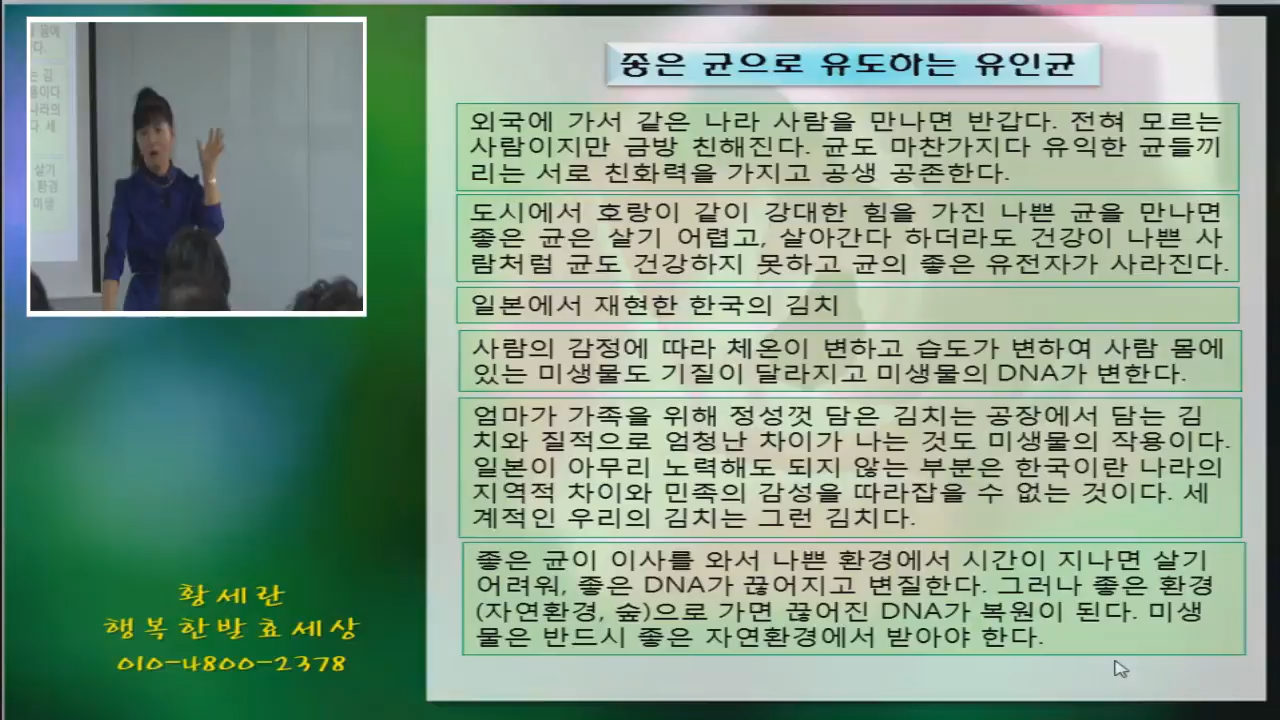 좋은 균으로 유도하는 유인균
외국에 가서 같은 나라 사람을 만나면 반갑다. 전혀 모르는
사람이지만 금방 친해진다. 균도 마찬가지다 유익한 균들끼
리는 서로 친화력을 가지고 공생 공존한다.
도시에서 호랑이 같이 강대한 힘을 가진 나쁜 균을 만나면
좋은 균은 살기 어렵고, 살아간다 하더라도 건강이 나쁜 사
람처럼 균도 건강하지 못하고 균의 좋은 유전자가 사라진다.
일본에서 재현한 한국의 김치
사람의 감정에 따라 체온이 변하고 습도가 변하여 사람 몸에
있는 미생물도 기질이 달라지고 미생물의 DNA가 변한다.
엄마가 가족을 위해 정성껏 담은 김치는 공장에서 담는 김
치와 질적으로 엄청난 차이가 나는 것도 미생물의 작용이다.
일본이 아무리 노력해도 되지 않는 부분은 한국이란 나라의
지역적 차이와 민족의 감성을 따라잡을 수 없는 것이다. 세
계적인 우리의 김치는 그런 김치다.
좋은 균이 이사를 와서 나쁜 환경에서 시간이 지나면 살기
어려워, 좋은 DNA가 끊어지고 변질한다. 그러나 좋은 환경
(자연환경, 숲)으로 가면 끊어진 DNA가 복원이 된다. 미생
물은 반드시 좋은 자연환경에서 받아야 한다.
황세란
행복한발효세상
010-4800-2378